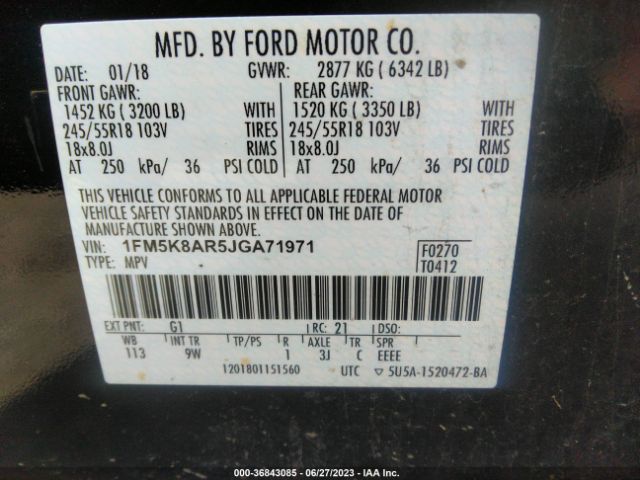 MFD. BY FORD MOTOR CO.
DATE: 01/18 GVWR: 2877 KG ( 6342 LB)
FRONT GAWR: REAR GAWR:
1452 KG ( 3200 LB) WITH 1520 KG ( 3350 LB) WITH
245/55R18 103V TIRES 245/55R18 103V TIRES
18x8.0J RIMS 18x8.0J RIMS
AT 250 kPa/ 36 PSI COLD AT 250 kPa/ 36 PSI COLD
THIS VEHICLE CONFORMS TO ALL APPLICABLE FEDERAL MOTOR
VEHICLE SAFETY STANDARDS IN EFFECT ON THE DATE OF
MANUFACTURE SHOWN ABOVE.
VIN: 1FM5K8AR5JGA71971 F0270
TYPE: MPV T0412
EXT PNT: G1 RC: 21 DSO:
WB INT TR TP/PS R AXLE TR SPR
113 9W 1 3J C EEEE
1201801151560 UTC ▽ 5U5A-1520472-BA
000-36843085 | 06/27/2023 | IAA Inc.